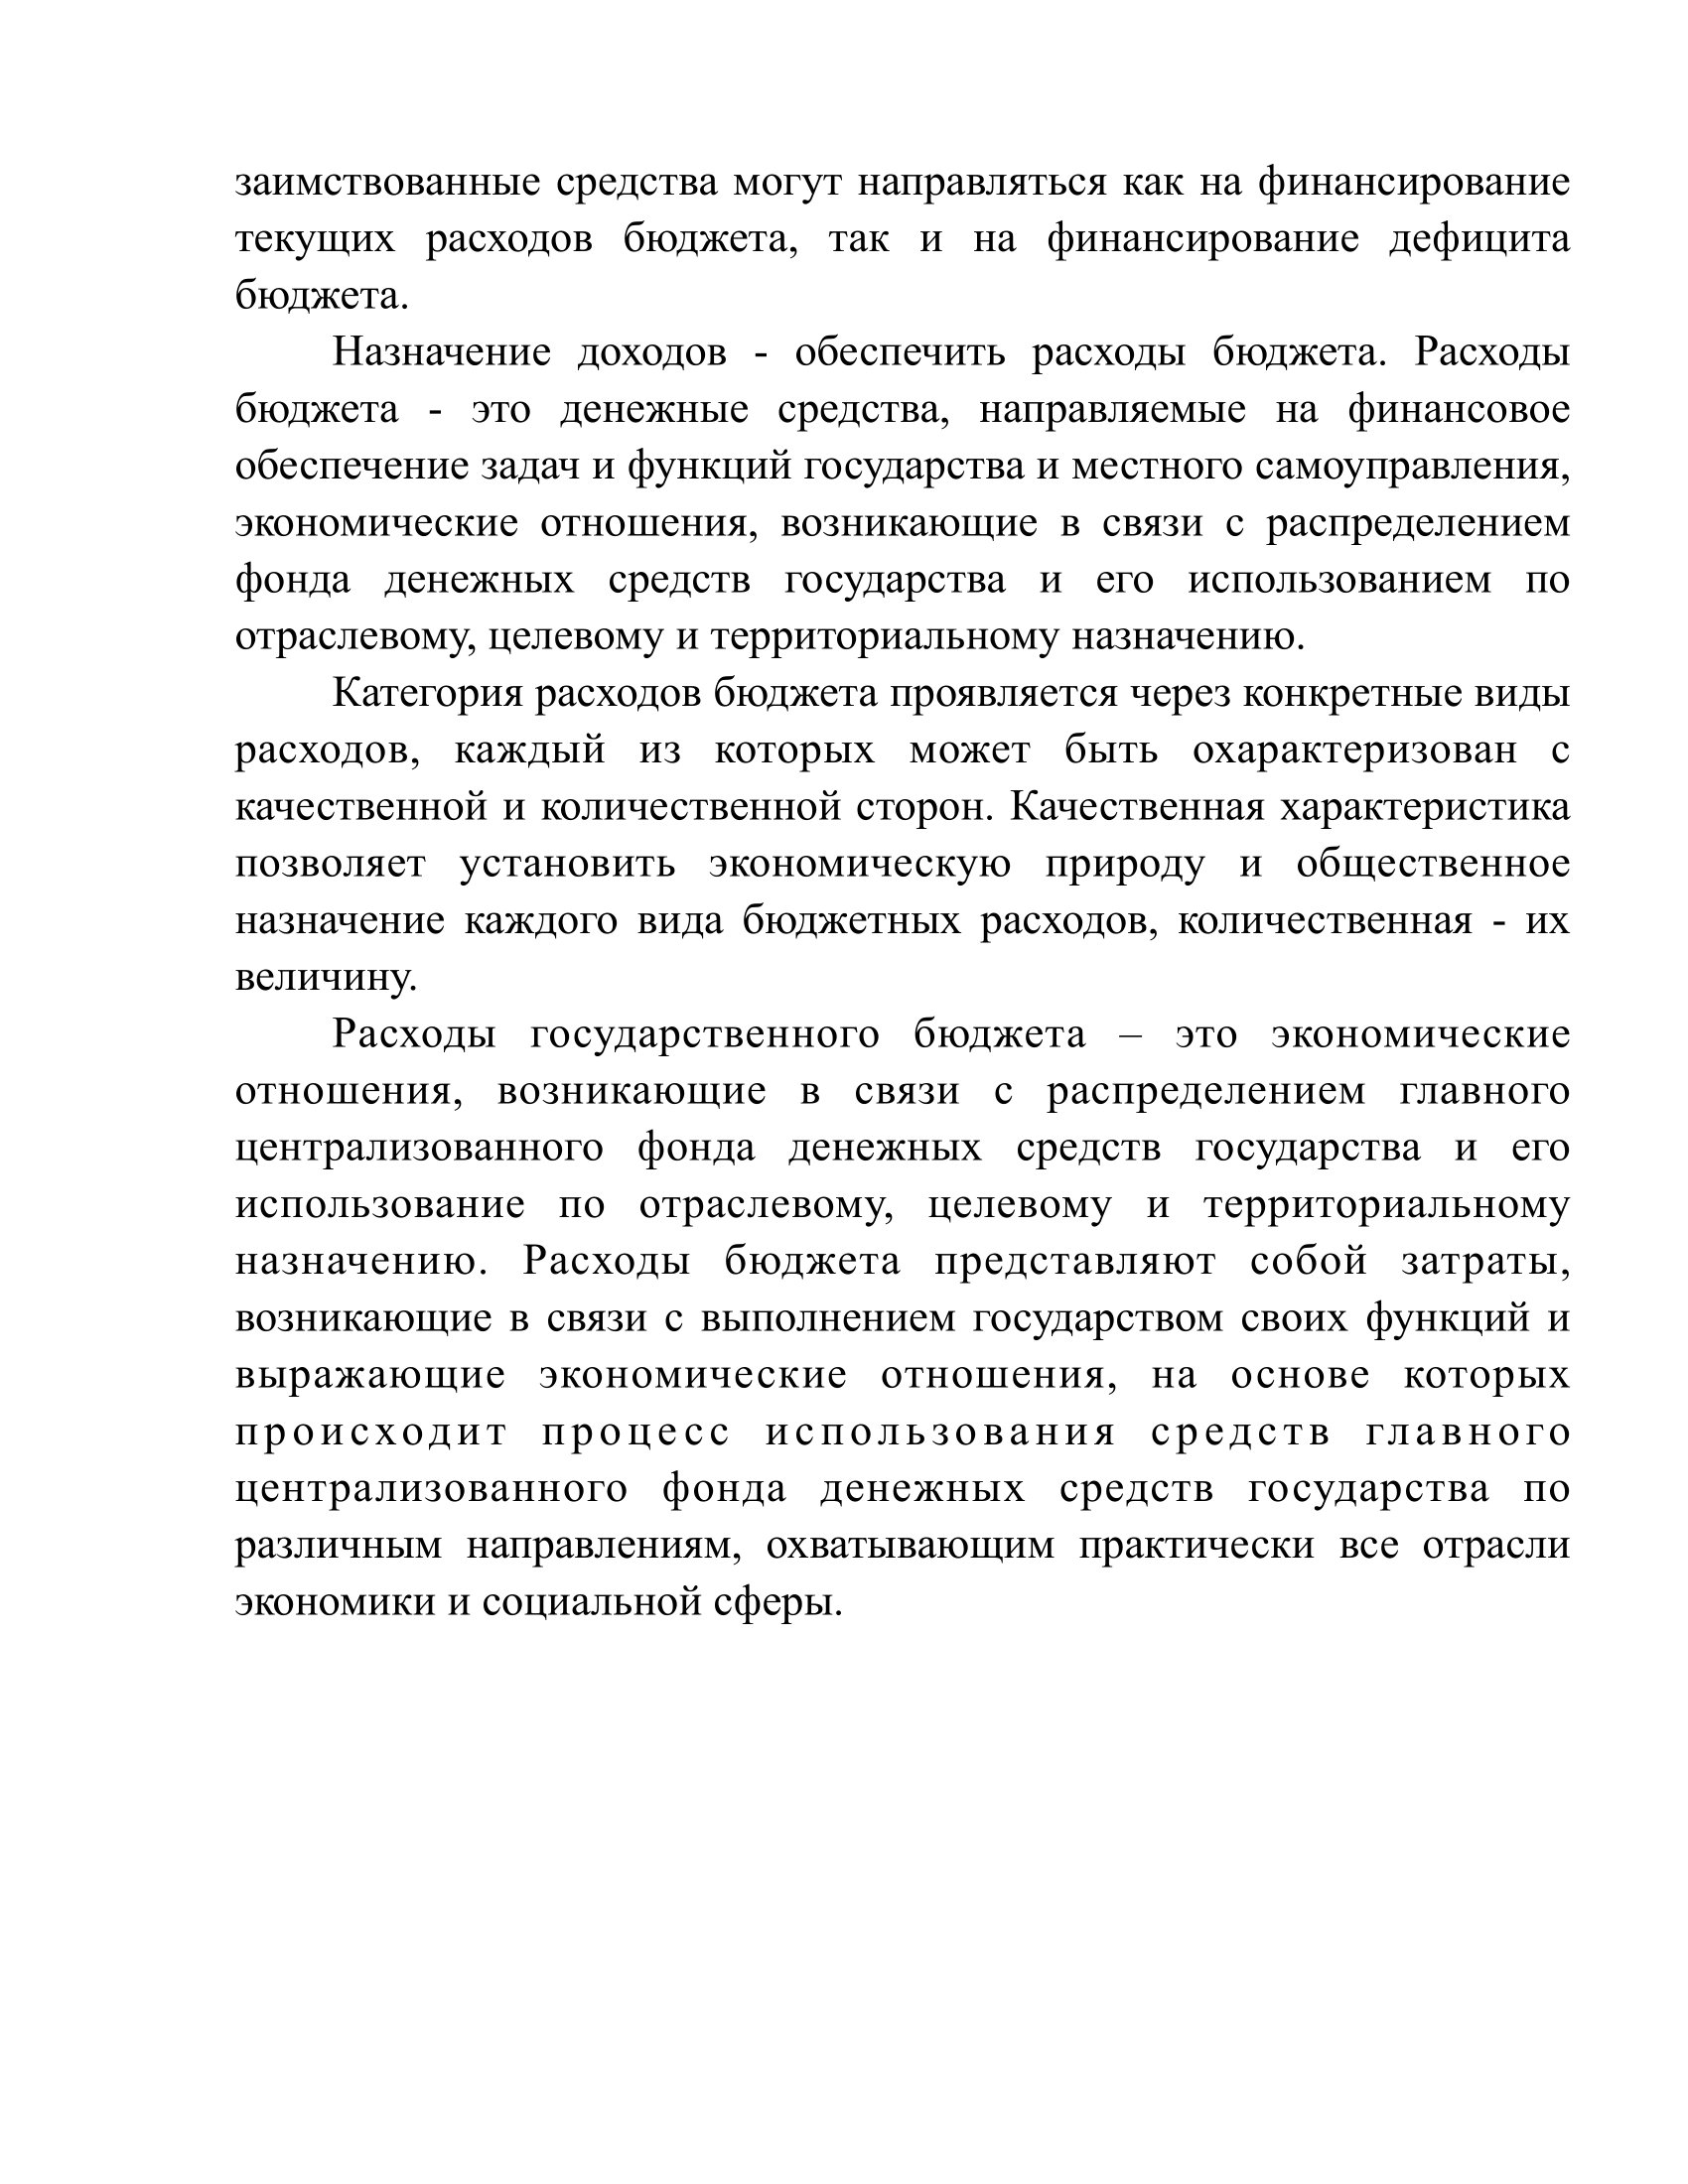 заимствованные средства могут направляться как на финансирование
текущих расходов бюджета, так и на финансирование дефицита
бюджета.
Назначение доходов - обеспечить расходы бюджета. Расходы
бюджета - это денежные средства, направляемые на финансовое
обеспечение задач и функций государства и местного самоуправления,
экономические отношения, возникающие в связи с распределением
фонда денежных средств государства и его использованием по
отраслевому, целевому и территориальному назначению.
Категория расходов бюджета проявляется через конкретные виды
расходов, каждый из которых может быть охарактеризован с
качественной и количественной сторон. Качественная характеристика
позволяет установить экономическую природу и общественное
назначение каждого вида бюджетных расходов, количественная - их
величину.
Расходы государственного бюджета – это экономические
отношения, возникающие в связи с распределением главного
централизованного фонда денежных средств государства и его
использование по отраслевому, целевому и территориальному
назначению. Расходы бюджета представляют собой затраты,
возникающие в связи с выполнением государством своих функций и
выражающие экономические отношения, на основе которых
происходит процесс использования средств главного
централизованного фонда денежных средств государства по
различным направлениям, охватывающим практически все отрасли
экономики и социальной сферы.